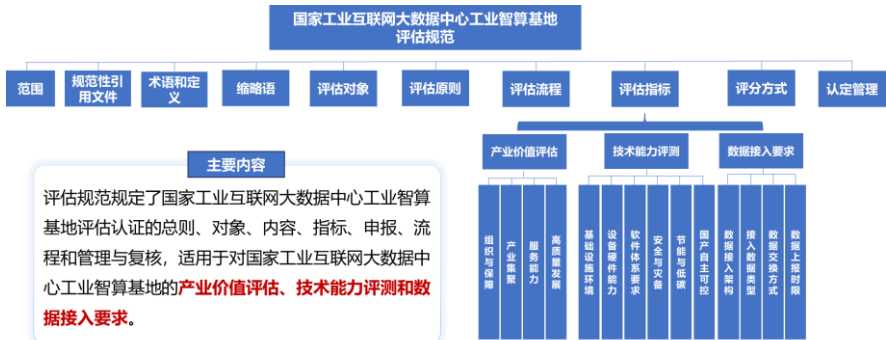 国家工业互联网大数据中心工业智算基地
评估规范
范围
规范性引
用文件
术语和定
义
缩略语
评估对象
评估原则
评估流程
评估指标
评分方式
认定管理
产业价值评估
技术能力评测
数据接入要求
组织与保障
产业集聚
服务能力
高质量发展
基础设施环境
设备硬件能力
软件体系要求
安全与灾备
节能与低碳
国产自主可控
数据接入架构
接入数据类型
数据交换方式
数据上报时限
主要内容
评估规范规定了国家工业互联网大数据中心工业智算
基地评估认证的总则、对象、内容、指标、申报、流
程和管理与复核，适用于对国家工业互联网大数据中
心工业智算基地的产业价值评估、技术能力评测和数
据接入要求。